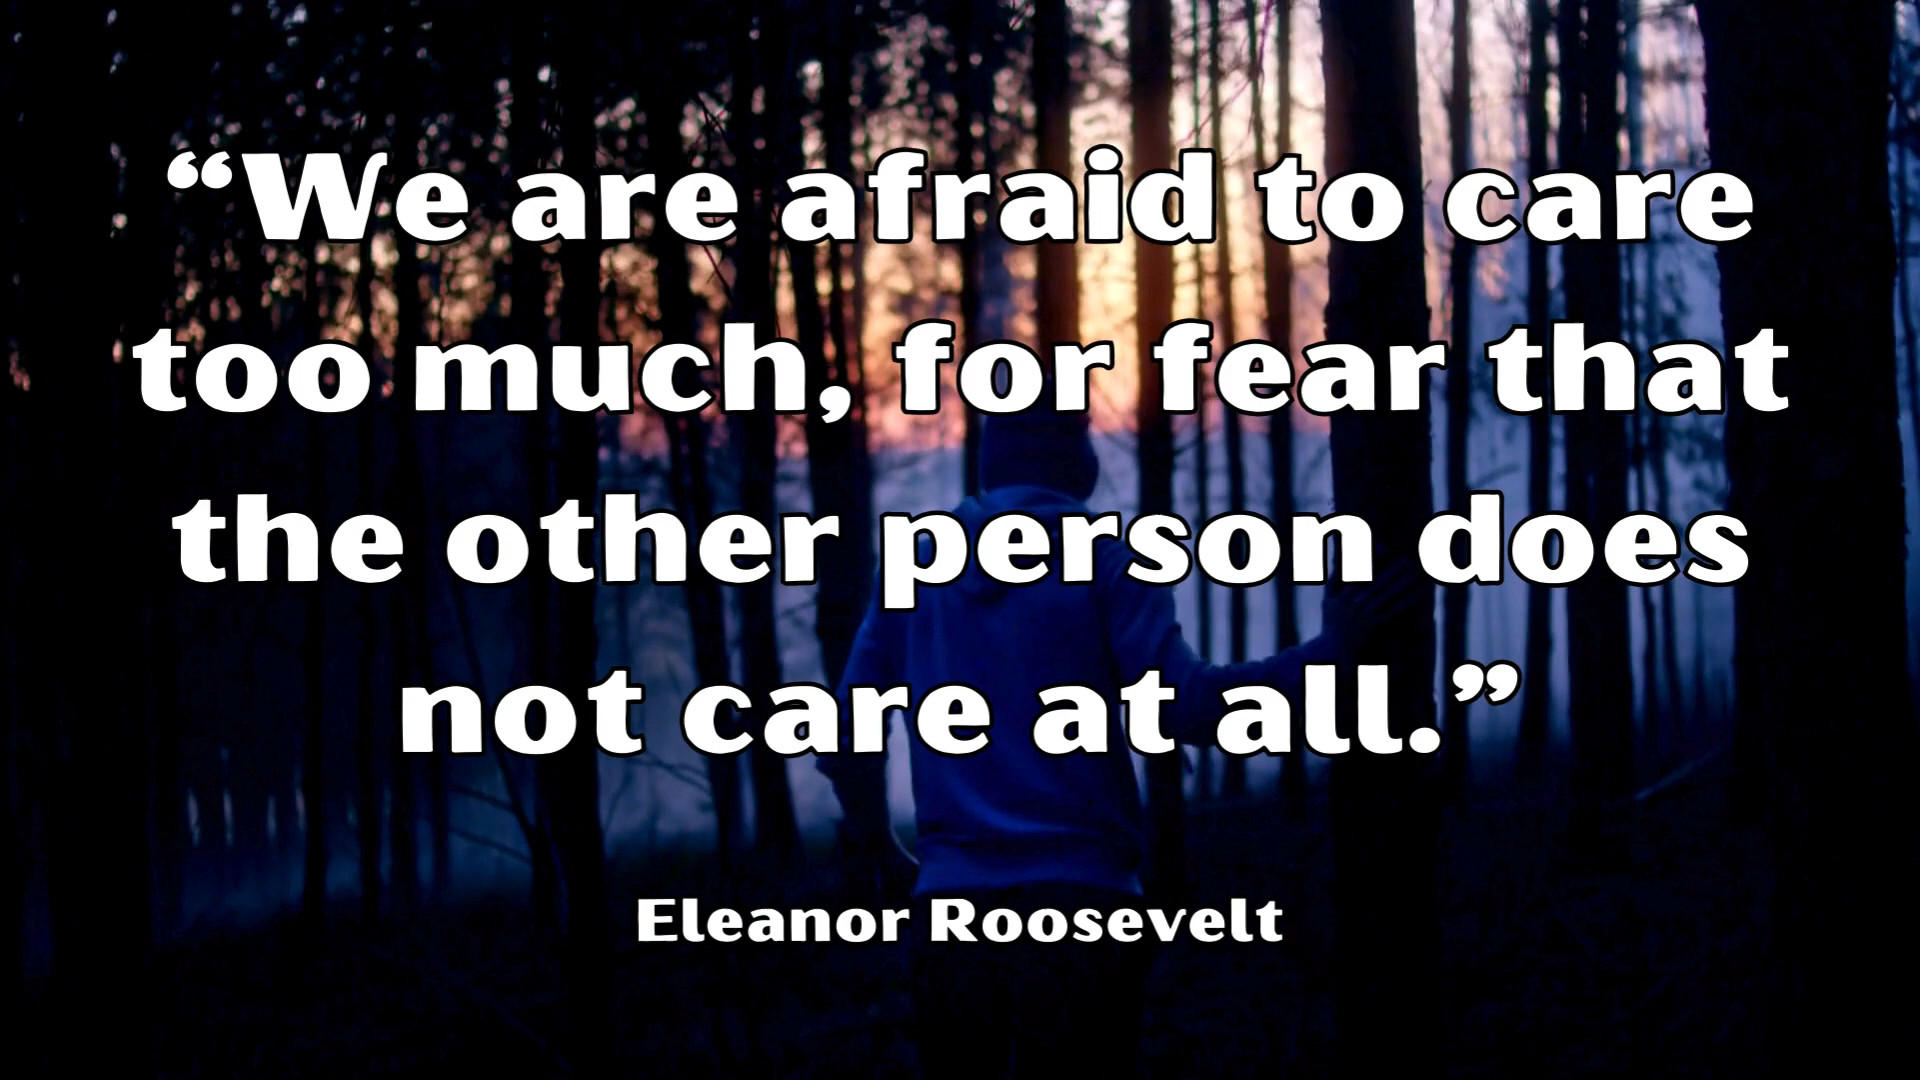 “We are afraid to care
too much, for fear that
the other person does
not care at all.”
Eleanor Roosevelt